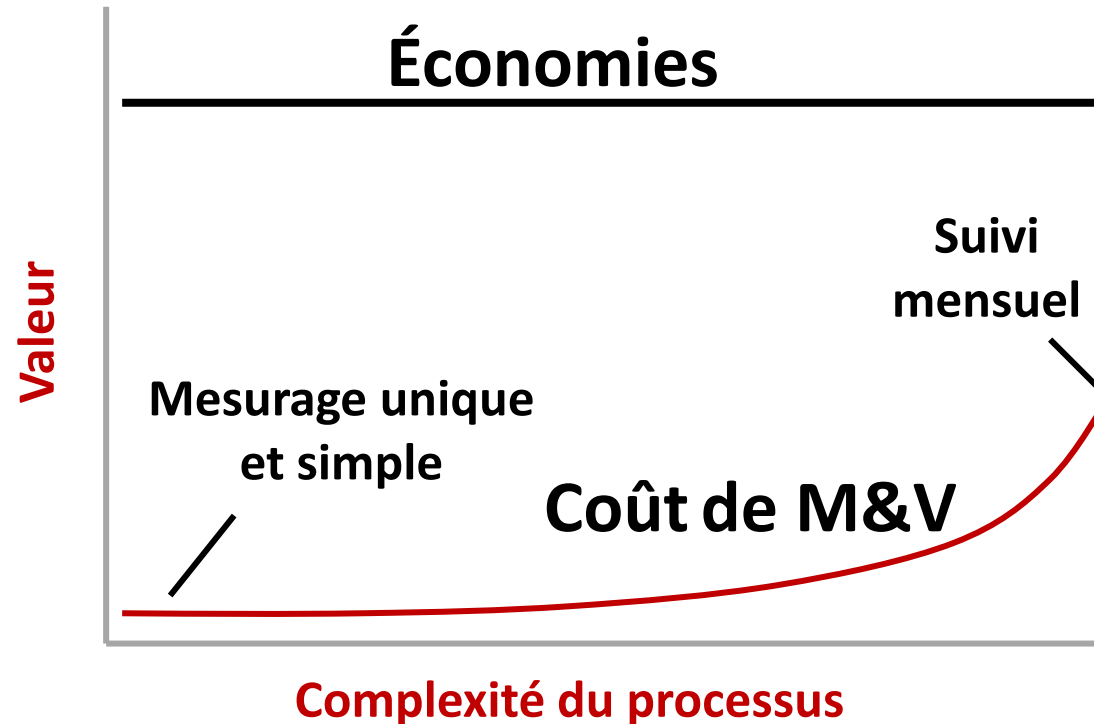 Économies
Suivi
mensuel
Valeur
Mesurage unique
et simple
Coût de M&V
Complexité du processus